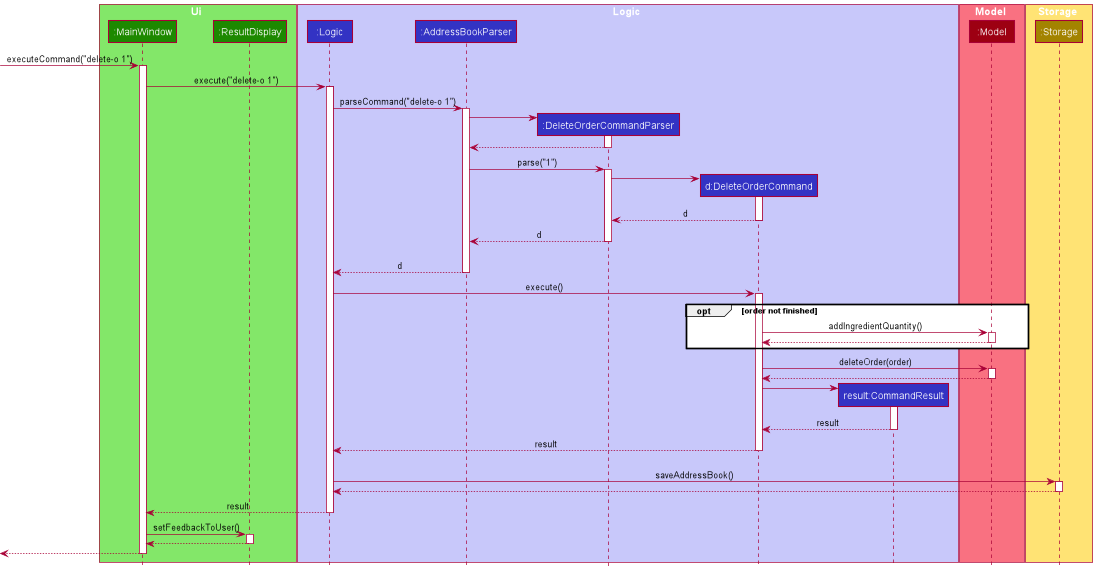 Ui
Logic
Model
Storage
:MainWindow
:ResultDisplay
:Logic
:AddressBookParser
:Model
:Storage
executeCommand("delete-o 1")
execute("delete-o 1")
parseCommand("delete-o 1")
:DeleteOrderCommandParser
parse("1")
d:DeleteOrderCommand
d
d
d
execute()
opt
[order not finished]
addIngredientQuantity()
deleteOrder(order)
result:CommandResult
result
result
saveAddressBook()
result
setFeedbackToUser()